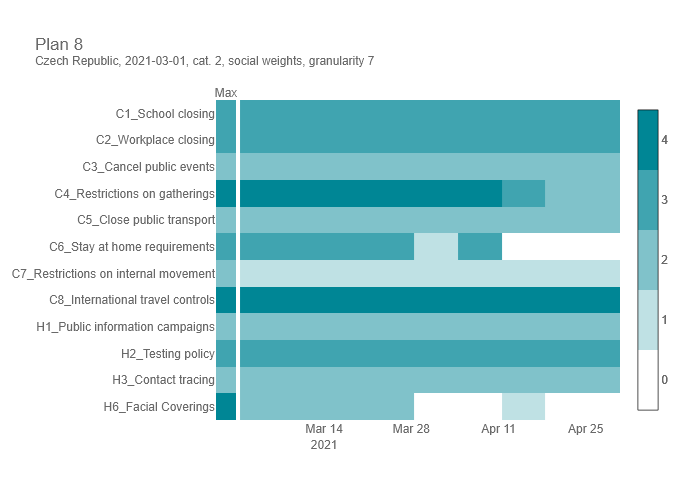 Plan 8
Czech Republic, 2021-03-01, cat. 2, social weights, granularity 7
Max
C1_School closing
C2_Workplace closing
C3_Cancel public events
C4_Restrictions on gatherings
C5_Close public transport
C6_Stay at home requirements
C7_Restrictions on internal movement
C8_International travel controls
H1_Public information campaigns
H2_Testing policy
H3_Contact tracing
H6_Facial Coverings
Mar 14
2021
Mar 28
Apr 11
Apr 25
4
3
2
1
0